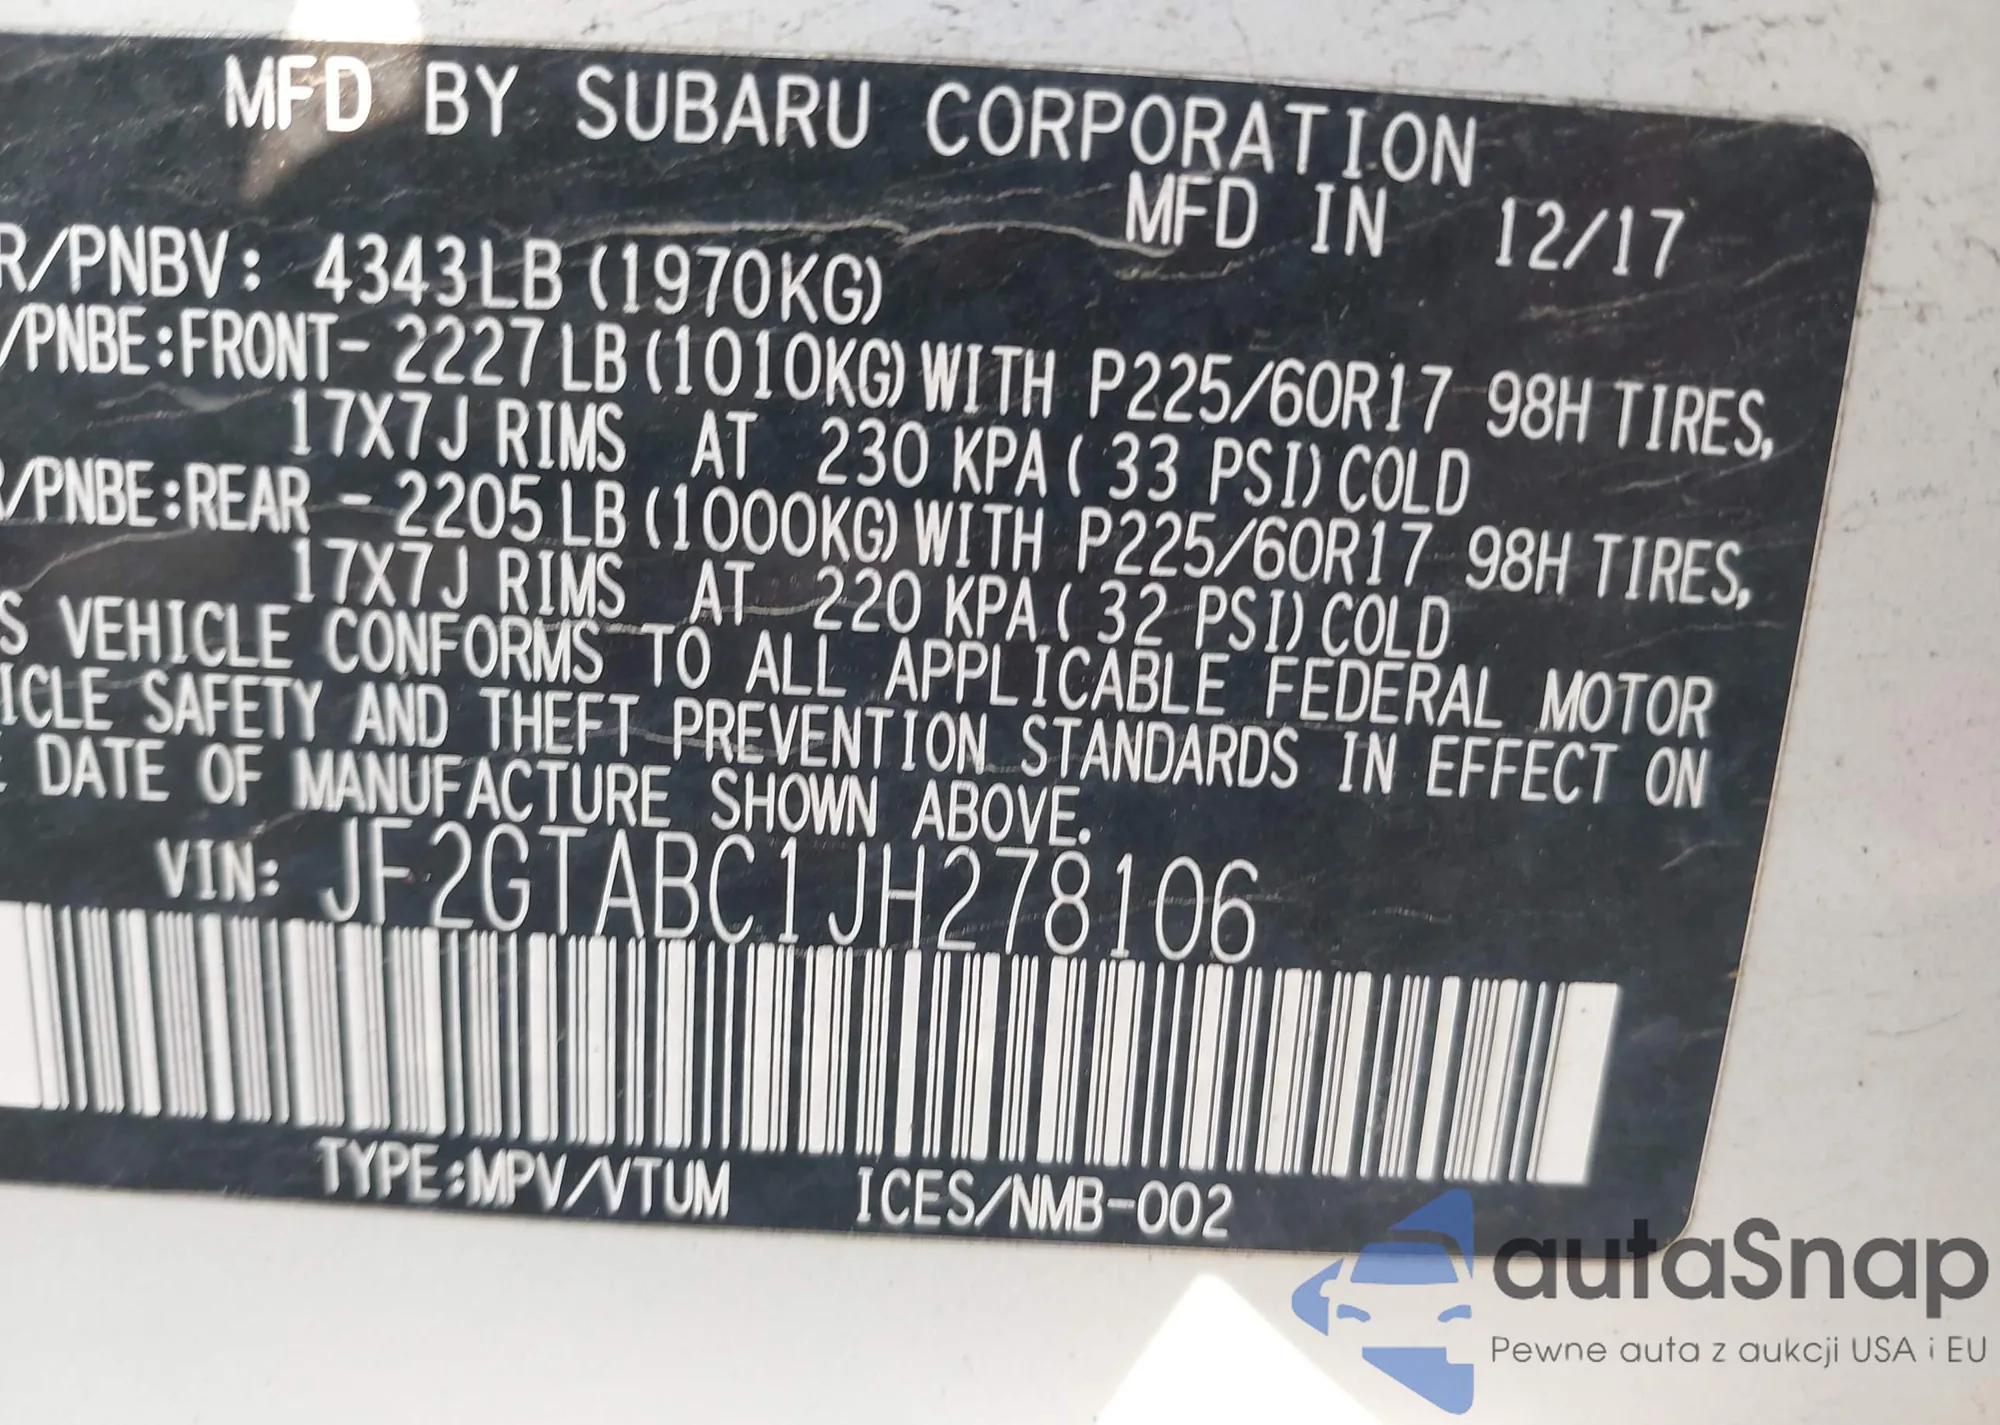 MFD BY SUBARU CORPORATION
MFD IN 12/17
R/PNBV: 4343LB (1970KG)
/PNBE:FRONT- 2227 LB (1010KG) WITH P225/60R17 98H TIRES,
17X7J RIMS AT 230 KPA ( 33 PSI) COLD
R/PNBE:REAR - 2205 LB (1000KG) WITH P225/60R17 98H TIRES,
17X7J RIMS AT 220 KPA ( 32 PSI) COLD
S VEHICLE CONFORMS TO ALL APPLICABLE FEDERAL MOTOR
ICLE SAFETY AND THEFT PREVENTION STANDARDS IN EFFECT ON
E DATE OF MANUFACTURE SHOWN ABOVE.
VIN: JF2GTABC1JH278106
TYPE:MPV/VTUM ICES/NMB-002
autaSnap
Pewne auta z aukcji USA i EU